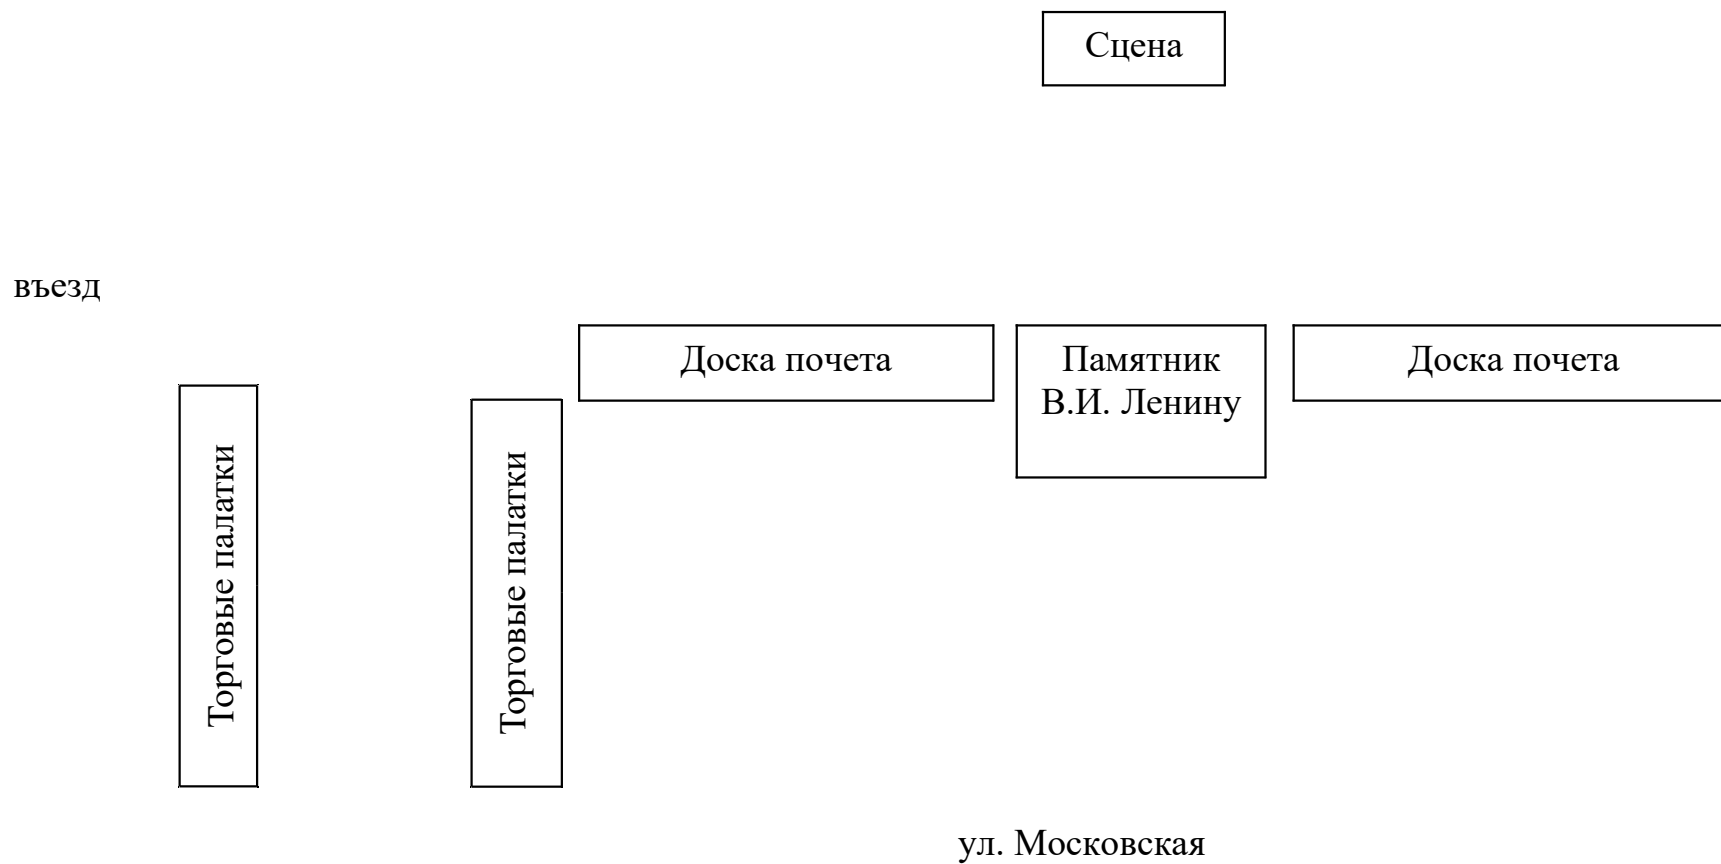 Сцена
въезд
Доска почета
Памятник
В.И. Ленину
Доска почета
Торговые палатки
Торговые палатки
ул. Московская